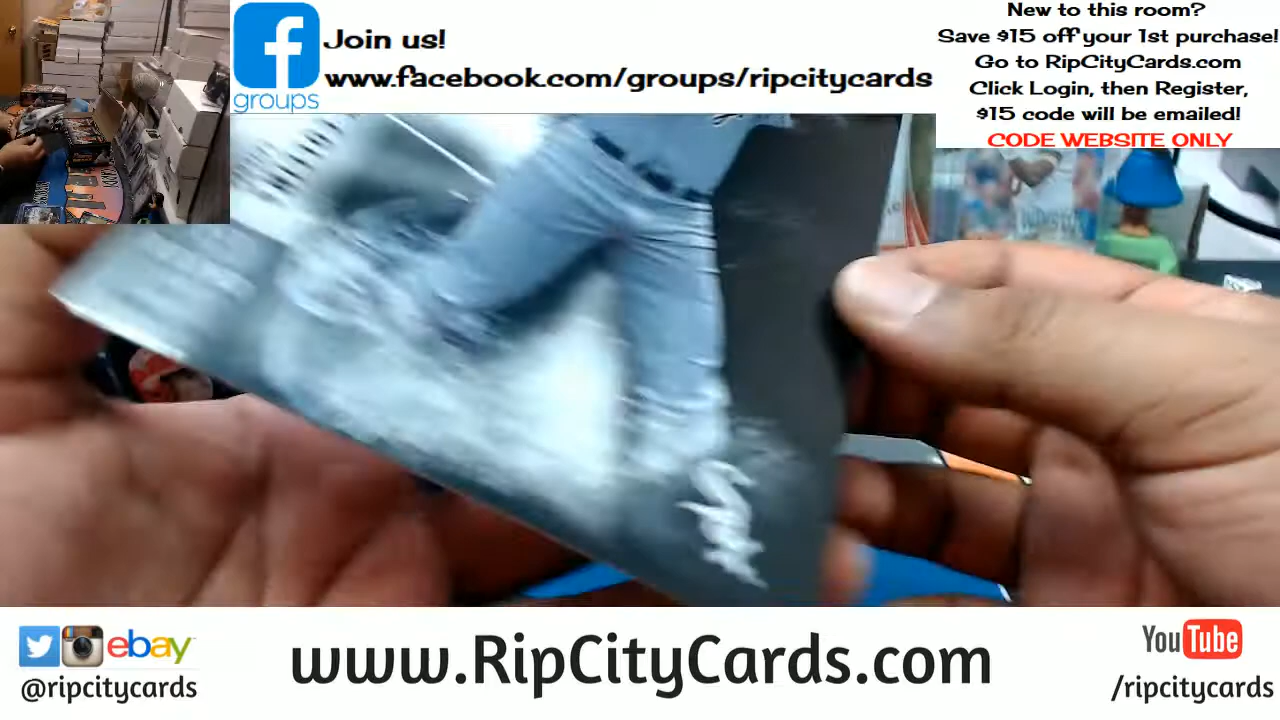 groups
Join us!
www.facebook.com/groups/ripcitycards
New to this room?
Save $15 off your 1st purchase!
Go to RipCityCards.com
Click Login, then Register,
$15 code will be emailed!
CODE WEBSITE ONLY
Sox
ebay
@ripcitycards
www.RipCityCards.com
YouTube
/ripcitycards